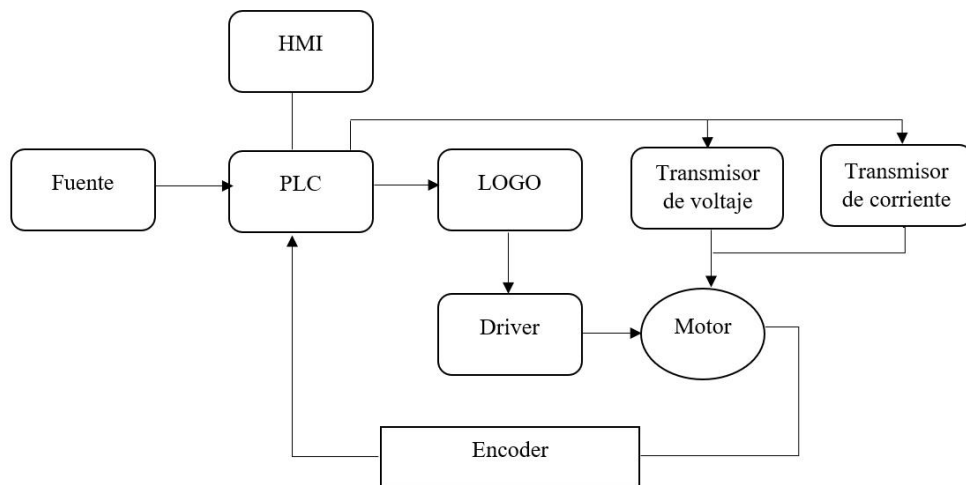 HMI
Fuente
PLC
LOGO
Transmisor
de voltaje
Transmisor
de corriente
Driver
Motor
Encoder